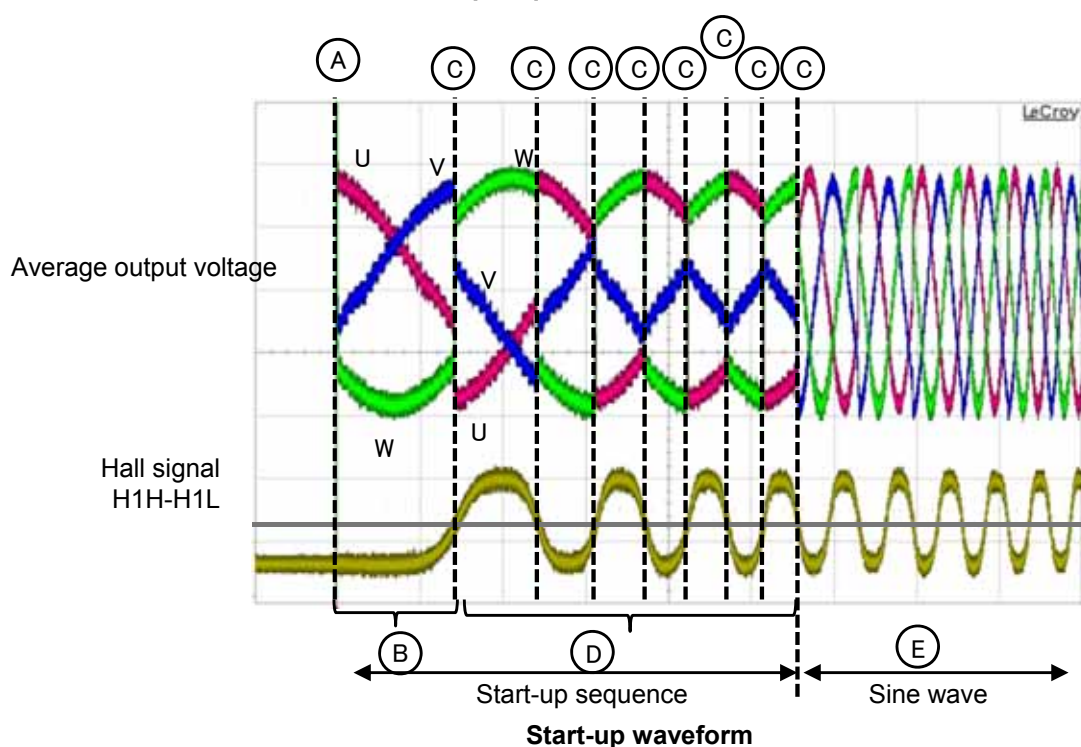 C
A C C C C C C C
LeCroy
U V W
Average output voltage
V
W U
Hall signal
H1H-H1L
B D E
Start-up sequence Sine wave
Start-up waveform